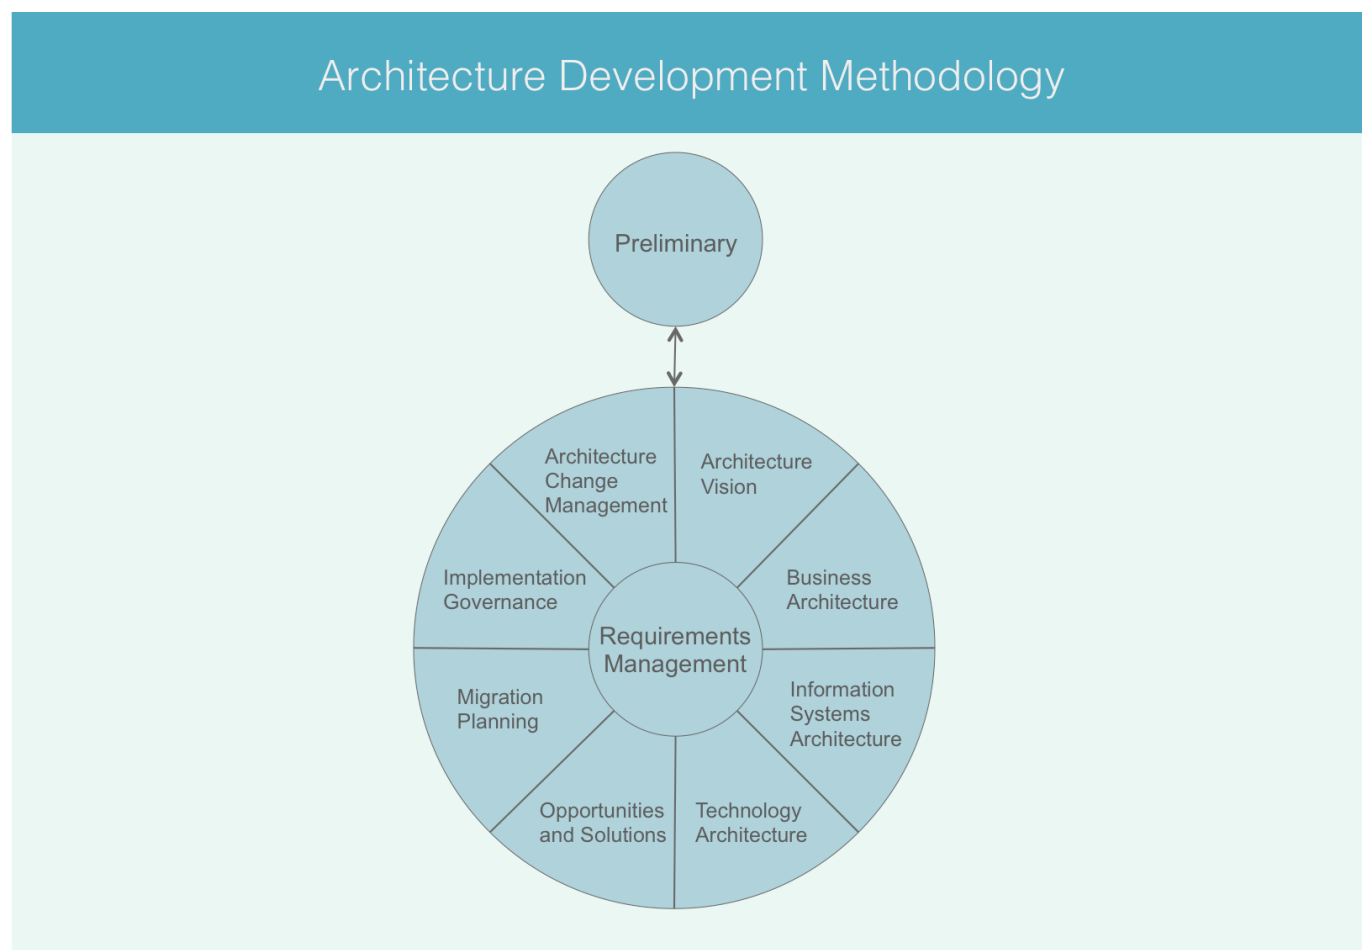 Architecture Development Methodology
Preliminary
Architecture
Change
Management
Architecture
Vision
Implementation
Governance
Business
Architecture
Requirements
Management
Migration
Planning
Information
Systems
Architecture
Opportunities
and Solutions
Technology
Architecture